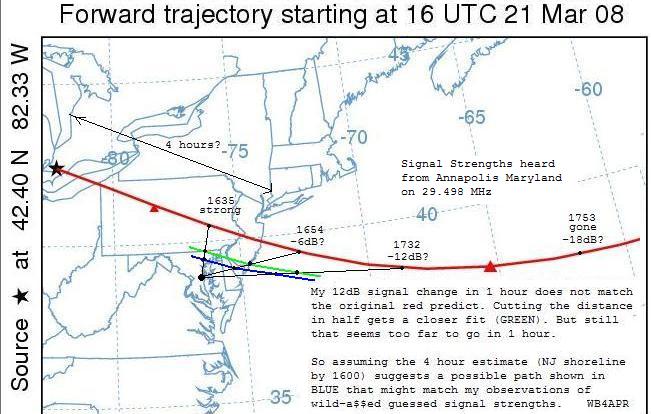 Forward trajectory starting at 16 UTC 21 Mar 08
Source ★ at 42.40 N 82.33 W
43
-60
-65
-70
-75
-80
4 hours?
Signal Strengths heard
from Annapolis Maryland
on 29.498 MHz
40
1635
strong
1654
-6dB?
1732
-12dB?
1753
gone
-18dB?
My 12dB signal change in 1 hour does not match
the original red predict. Cutting the distance
in half gets a closer fit (GREEN). But still
that seems too far to go in 1 hour.
So assuming the 4 hour estimate (NJ shoreline
by 1600) suggests a possible path shown in
BLUE that might match my observations of
wild-a$$ed guessed signal strengths. WB4APR
35